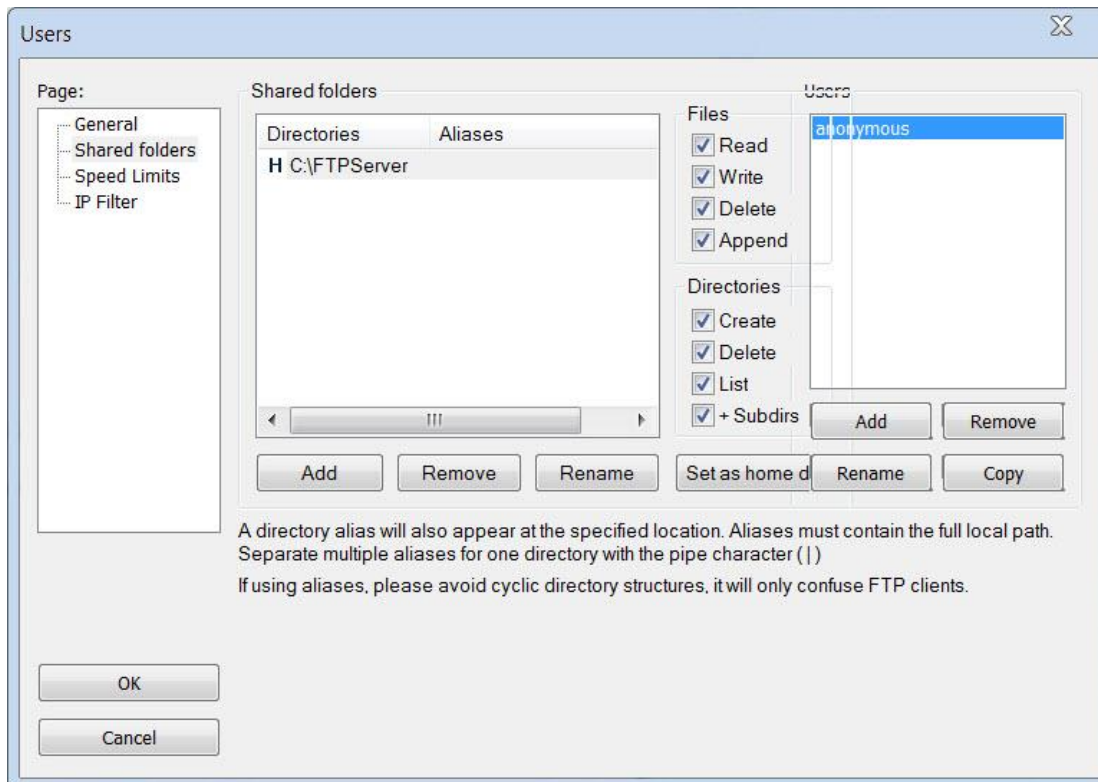 Users
Page:
General
Shared folders
Speed Limits
IP Filter
OK
Cancel
Shared folders
Directories Aliases
H C:\FTPServer
Add Remove Rename
Files
Read
Write
Delete
Append
Directories
Create
Delete
List
+ Subdirs
Set as home d
Users
anonymous
Add Remove
Rename Copy
A directory alias will also appear at the specified location. Aliases must contain the full local path.
Separate multiple aliases for one directory with the pipe character ( | )
If using aliases, please avoid cyclic directory structures, it will only confuse FTP clients.